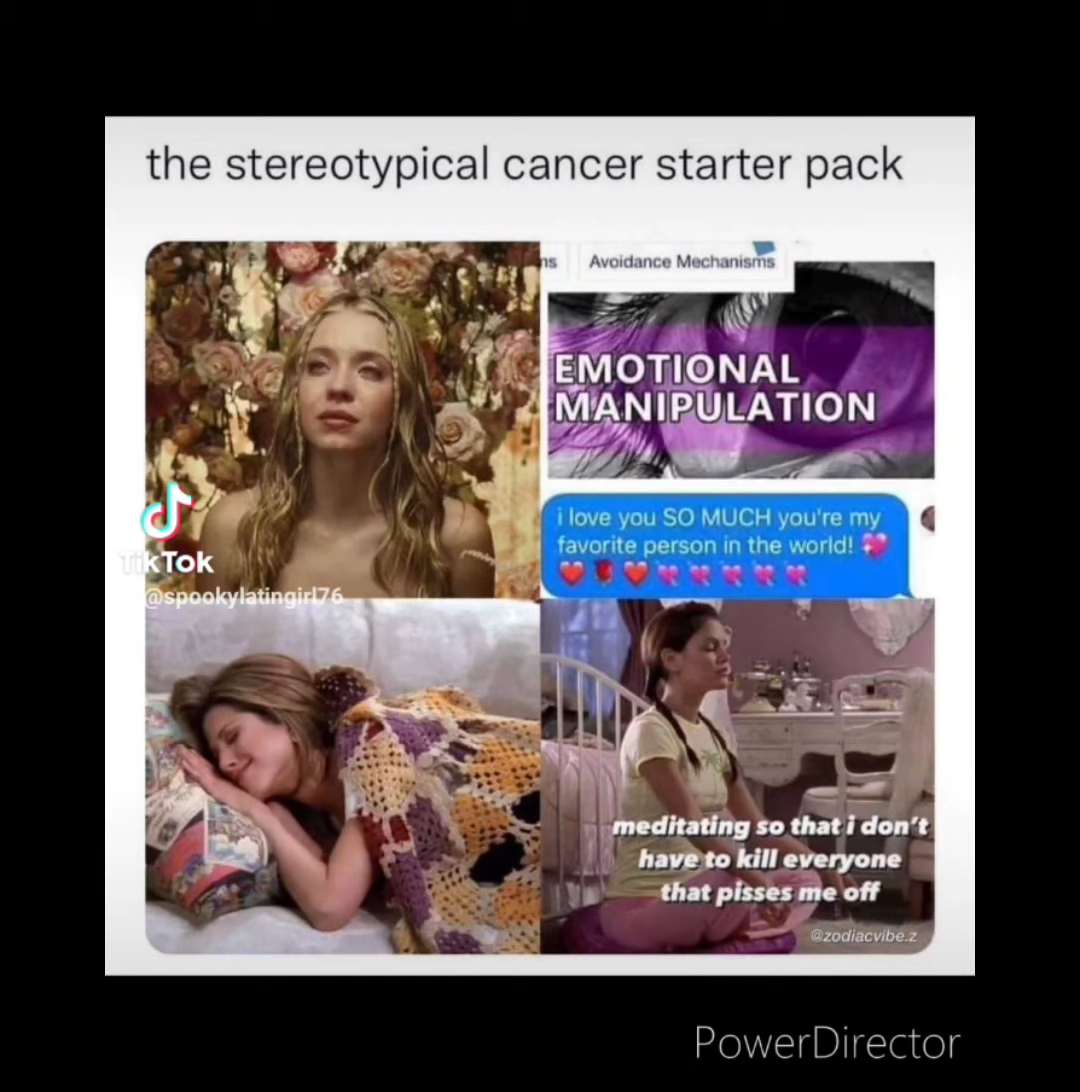 the stereotypical cancer starter pack
ns
Avoidance Mechanisms
EMOTIONAL
MANIPULATION
i love you SO MUCH you're my
favorite person in the world! 💖
❤️🌹❤️💘💘💘💘💘
TikTok
@spookylatingirl76
meditating so that i don't
have to kill everyone
that pisses me off
@zodiacvibe.z
PowerDirector